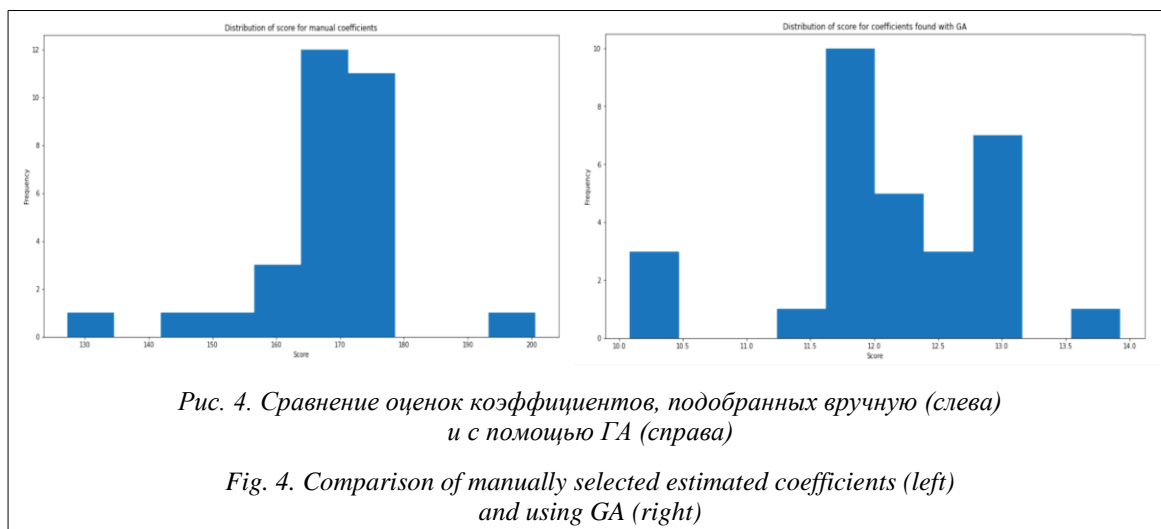 Distribution of score for manual coefficients
12
10
8
6
4
2
0
Frequency
130 140 150 160 170 180 190 200
Score
Distribution of score for coefficients found with GA
10
8
6
4
2
0
Frequency
10.0 10.5 11.0 11.5 12.0 12.5 13.0 13.5 14.0
Score
Рис. 4. Сравнение оценок коэффициентов, подобранных вручную (слева)
и с помощью ГА (справа)
Fig. 4. Comparison of manually selected estimated coefficients (left)
and using GA (right)